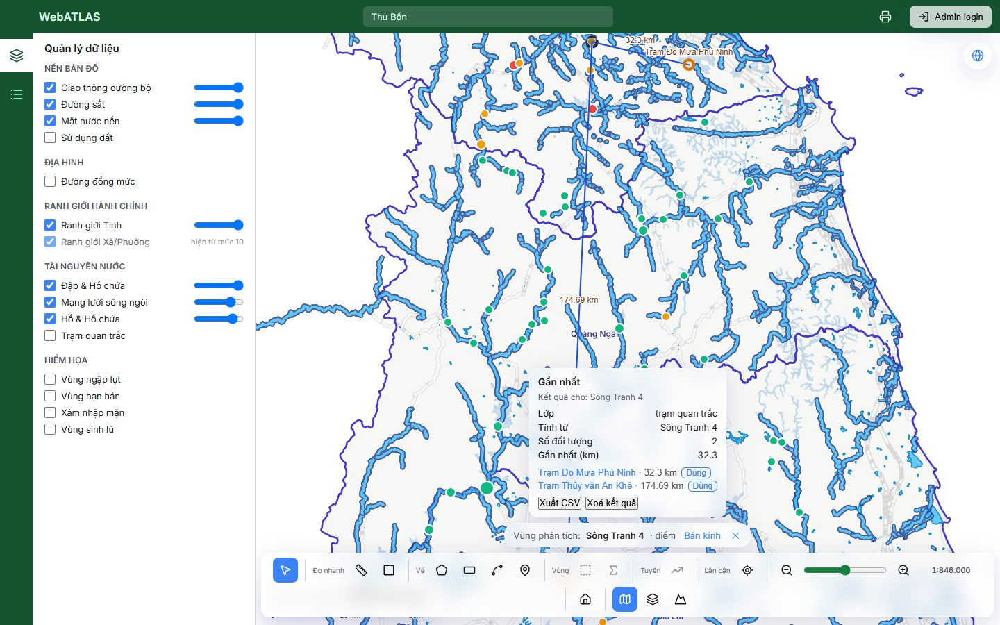 WebATLAS
Thu Bồn
Admin login
Quản lý dữ liệu
NỀN BẢN ĐỒ
Giao thông đường bộ
Đường sắt
Mặt nước nền
Sử dụng đất
ĐỊA HÌNH
Đường đồng mức
RANH GIỚI HÀNH CHÍNH
Ranh giới Tỉnh
Ranh giới Xã/Phường
hiện từ mức 10
TÀI NGUYÊN NƯỚC
Đập & Hồ chứa
Mạng lưới sông ngòi
Hồ & Hồ chứa
Trạm quan trắc
HIỂM HỌA
Vùng ngập lụt
Vùng hạn hán
Xâm nhập mặn
Vùng sinh lũ
32.3 km
Trạm Đo Mưa Phú Ninh
174.69 km
Quảng Ngãi
Gần nhất
Kết quả cho: Sông Tranh 4
Lớp trạm quan trắc
Tính từ Sông Tranh 4
Số đối tượng 2
Gần nhất (km) 32.3
Trạm Đo Mưa Phú Ninh · 32.3 km Dùng
Trạm Thủy văn An Khê · 174.69 km Dùng
Xuất CSV Xoá kết quả
Vùng phân tích: Sông Tranh 4 · điểm Bán kính
Đo nhanh
Vẽ
Vùng
Tuyến
Lân cận
1:846.000
Gia Lai